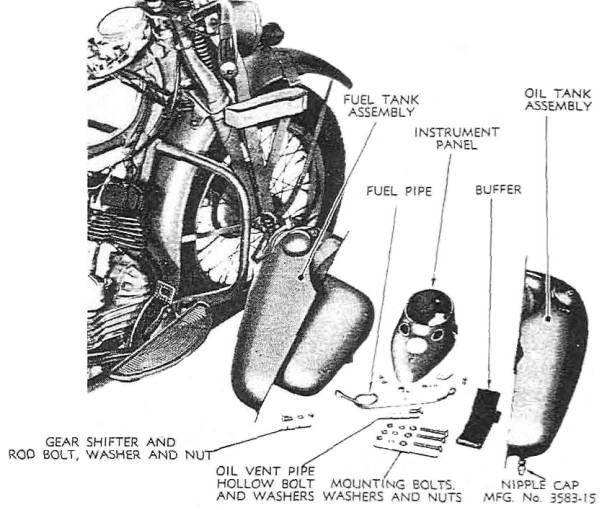 FUEL TANK
ASSEMBLY
OIL TANK
ASSEMBLY
INSTRUMENT
PANEL
FUEL PIPE
BUFFER
GEAR SHIFTER AND
ROD BOLT, WASHER AND NUT
OIL VENT PIPE
HOLLOW BOLT
AND WASHERS
MOUNTING BOLTS.
WASHERS AND NUTS
NIPPLE CAP
MFG. No. 3583-15